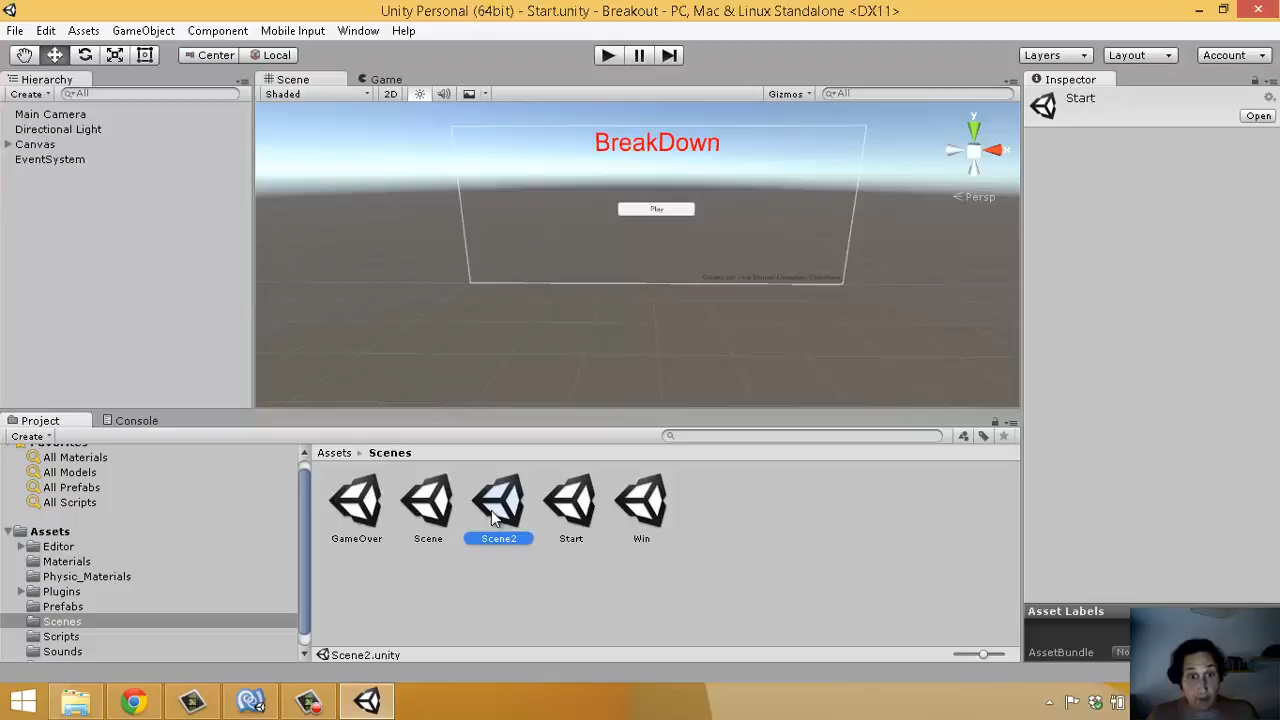 Unity Personal (64bit) - Start.unity - Breakout - PC, Mac & Linux Standalone <DX11>
File Edit Assets GameObject Component Mobile Input Window Help
Center Local Layers Layout Account
Hierarchy Scene Game Inspector
Create All Shaded 2D Gizmos All Start
Open
Main Camera
Directional Light
Canvas
EventSystem
BreakDown
y
x
Persp
Play
Project Console
Create
Favorites
All Materials
All Models
All Prefabs
All Scripts
Assets
Editor
Materials
Physic_Materials
Plugins
Prefabs
Scenes
Scripts
Sounds
Assets Scenes
GameOver Scene Scene2 Start Win
Scene2.unity
Asset Labels
AssetBundle